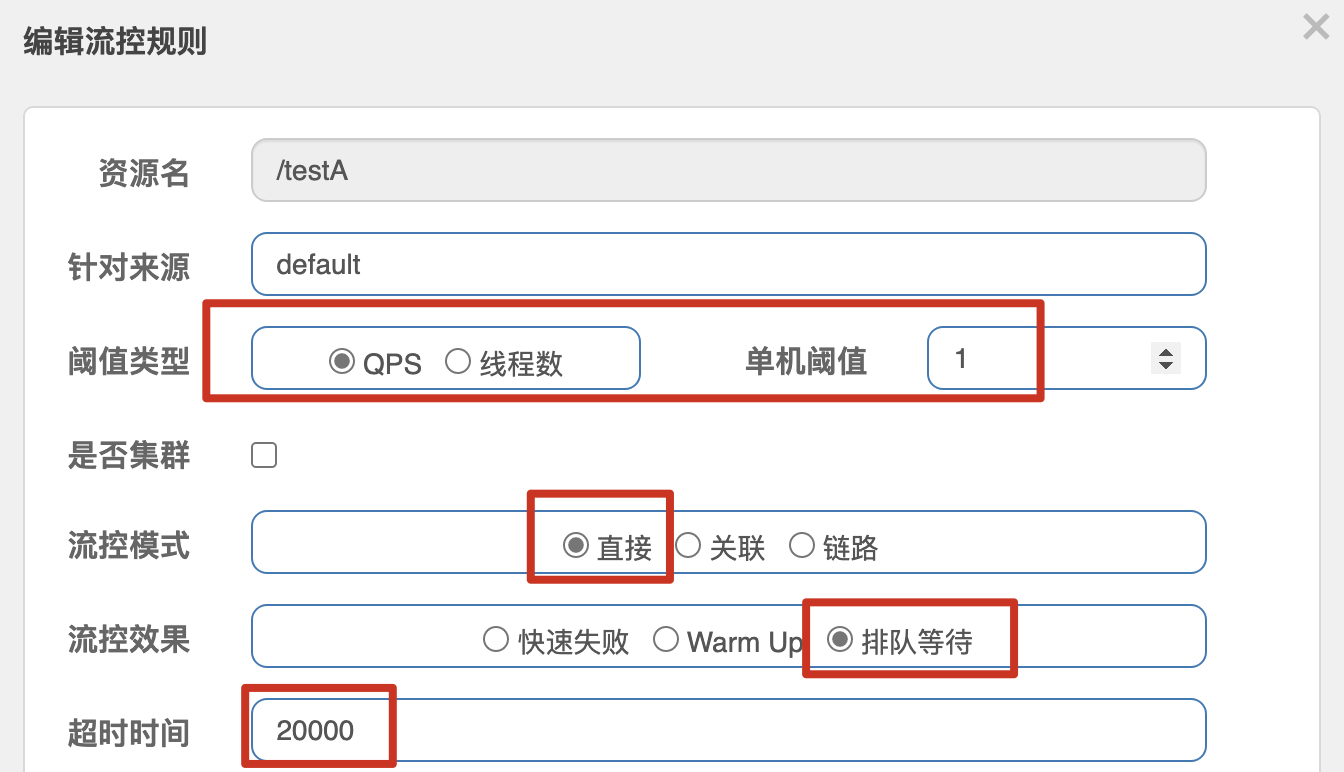 编辑流控规则
资源名 /testA
针对来源 default
阈值类型 QPS 线程数 单机阈值 1
是否集群
流控模式 直接 关联 链路
流控效果 快速失败 Warm Up 排队等待
超时时间 20000